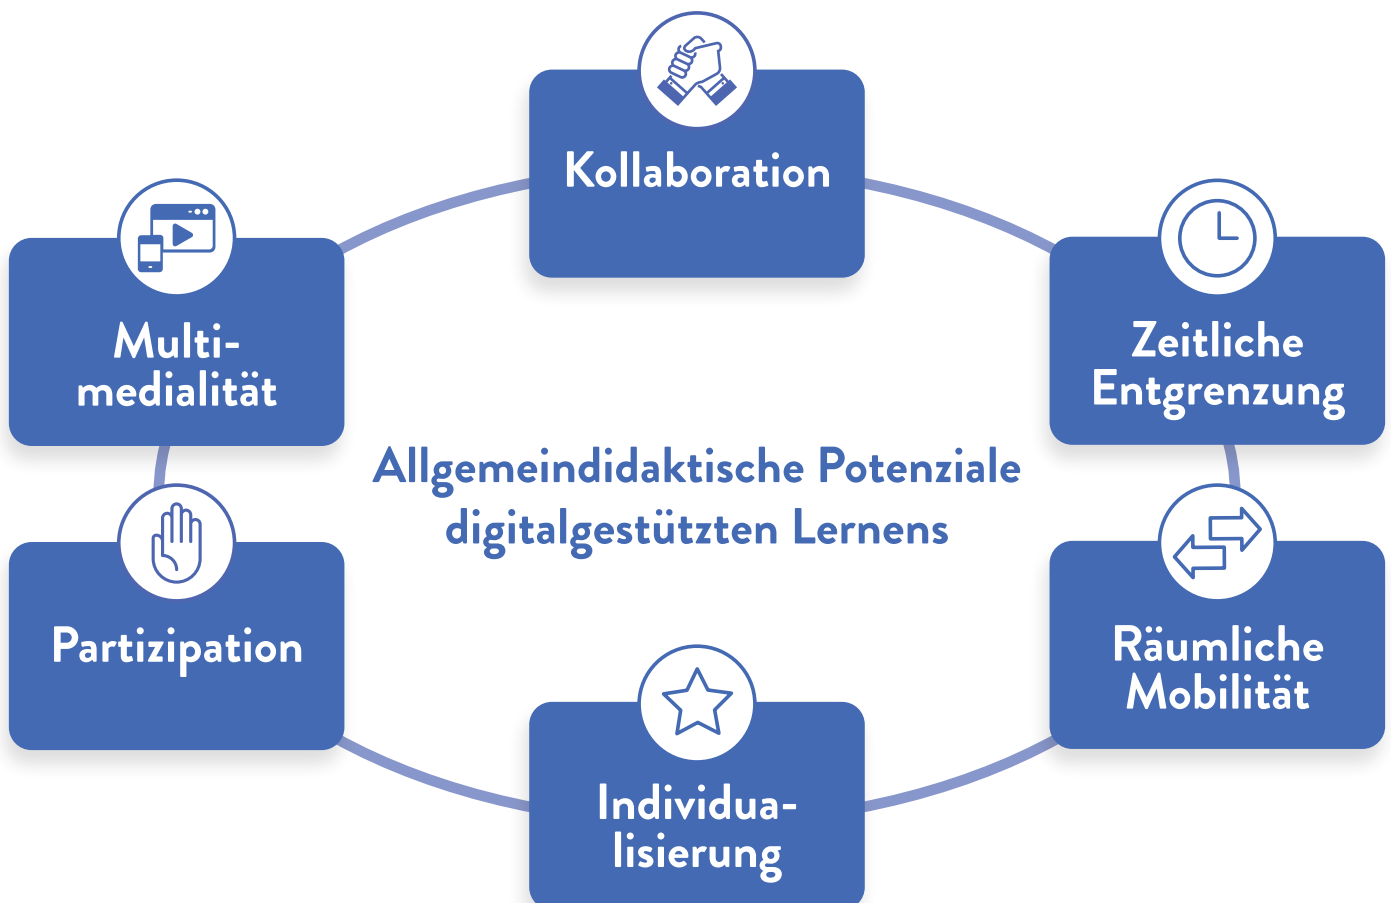 Kollaboration
Multi-
medialität
Zeitliche
Entgrenzung
Allgemeindidaktische Potenziale
digitalgestützten Lernens
Partizipation
Räumliche
Mobilität
Individua-
lisierung